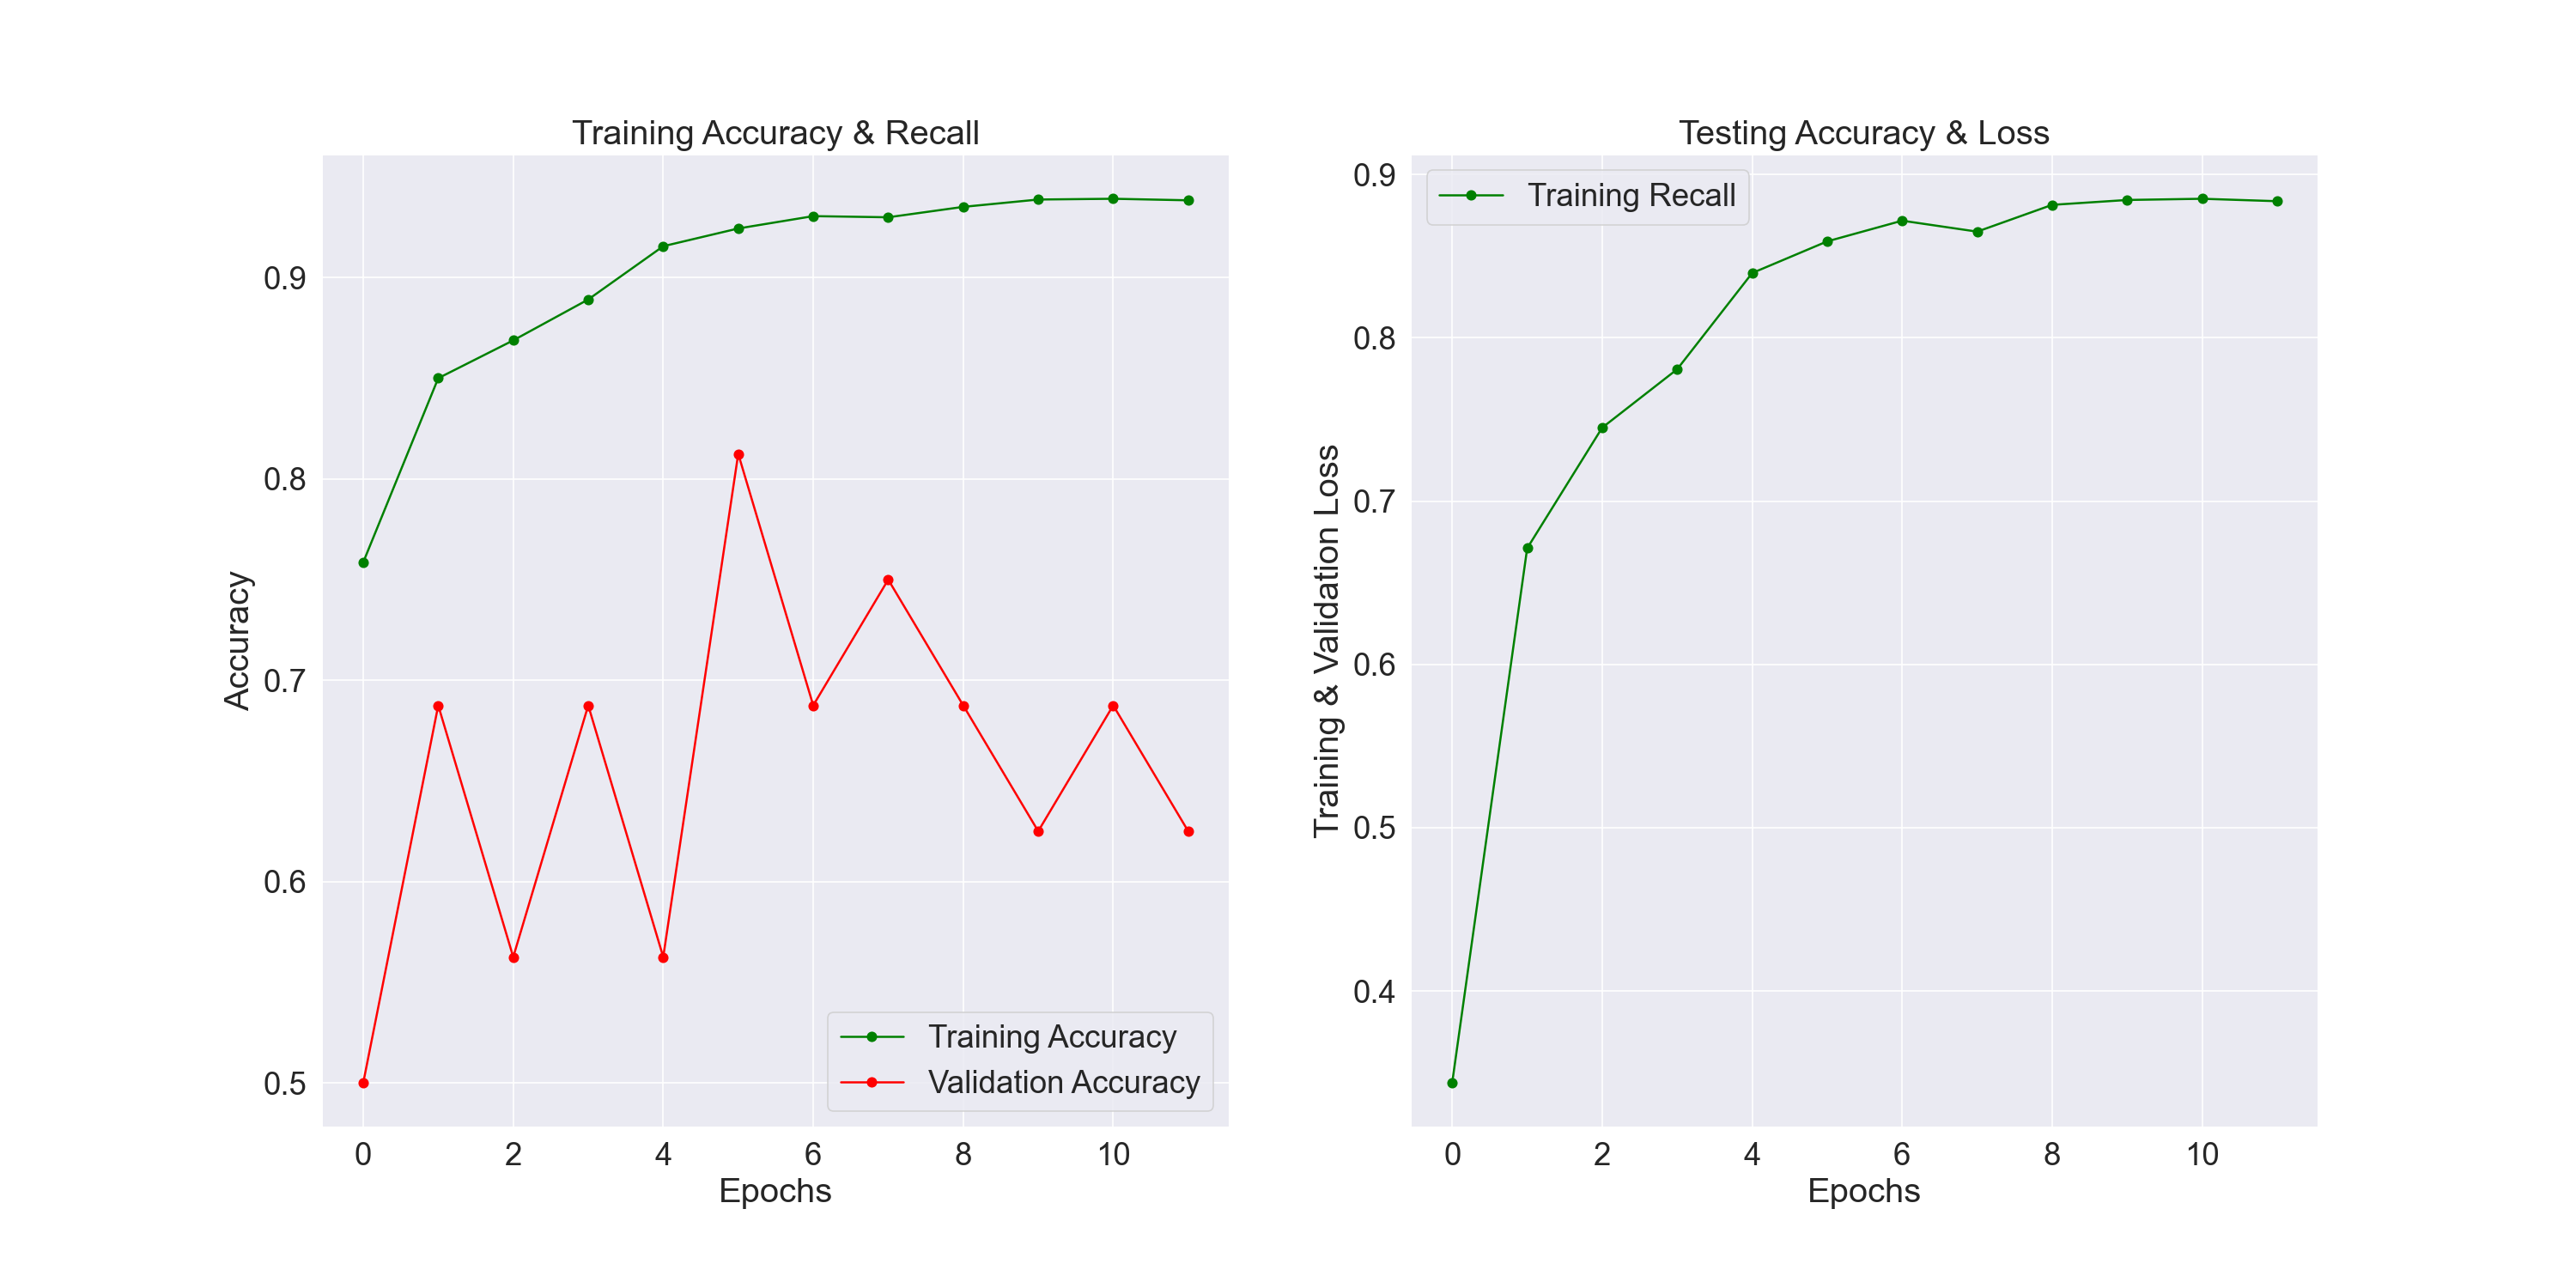 Training Accuracy & Recall
0.9
0.8
0.7
0.6
0.5
Accuracy
0 2 4 6 8 10
Epochs
Training Accuracy
Validation Accuracy
Testing Accuracy & Loss
Training Recall
0.9
0.8
0.7
0.6
0.5
0.4
Training & Validation Loss
0 2 4 6 8 10
Epochs